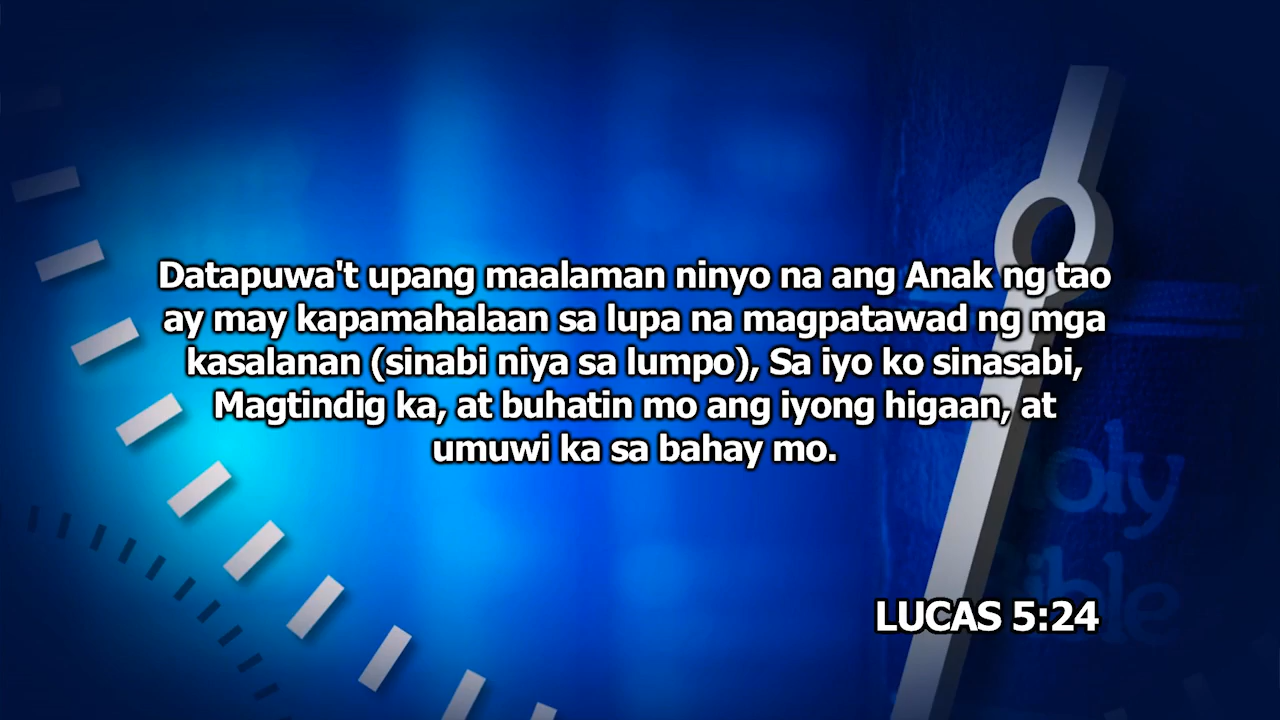 Datapuwa't upang maalaman ninyo na ang Anak ng tao
ay may kapamahalaan sa lupa na magpatawad ng mga
kasalanan (sinabi niya sa lumpo), Sa iyo ko sinasabi,
Magtindig ka, at buhatin mo ang iyong higaan, at
umuwi ka sa bahay mo.
oly
ible
LUCAS 5:24